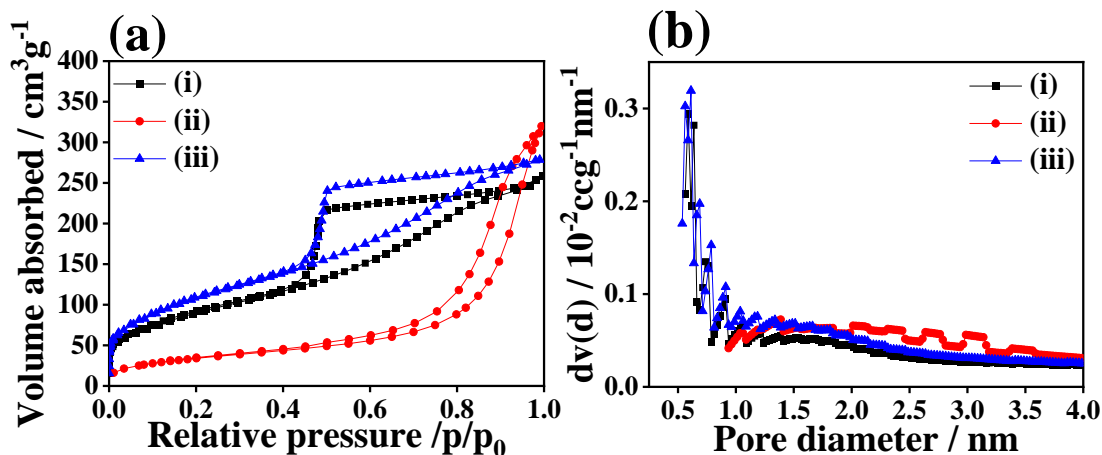 (a)
Volume absorbed / cm³g⁻¹
400
350
300
250
200
150
100
50
0
(i)
(ii)
(iii)
0.0 0.2 0.4 0.6 0.8 1.0
Relative pressure /p/p₀
(b)
dv(d) / 10⁻²ccg⁻¹nm⁻¹
0.3
0.2
0.1
0.0
(i)
(ii)
(iii)
0.5 1.0 1.5 2.0 2.5 3.0 3.5 4.0
Pore diameter / nm